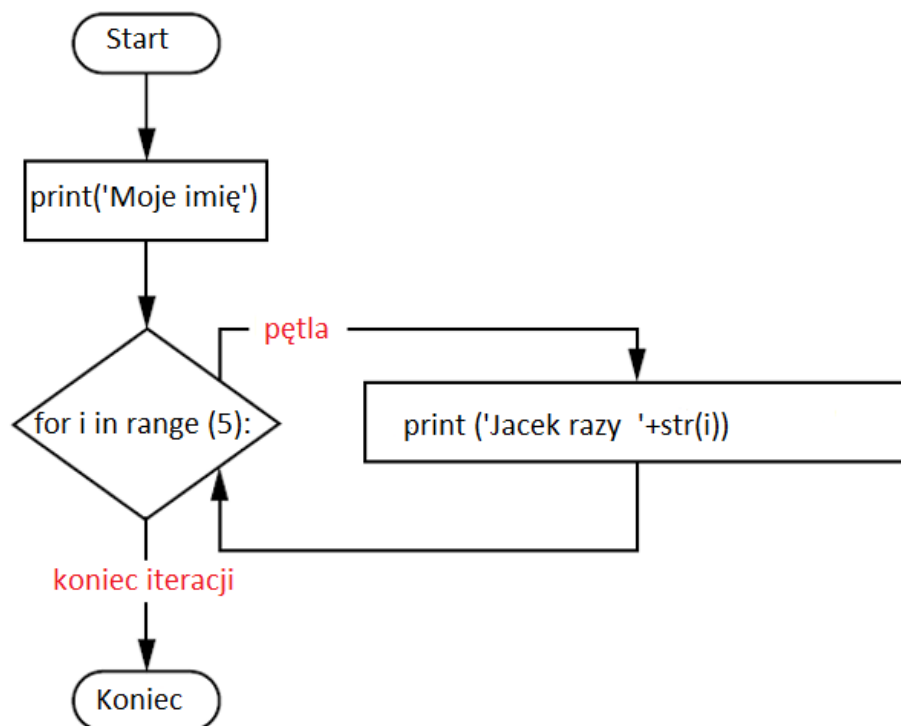 Start
print('Moje imię')
pętla
for i in range (5):
print ('Jacek razy  '+str(i))
koniec iteracji
Koniec